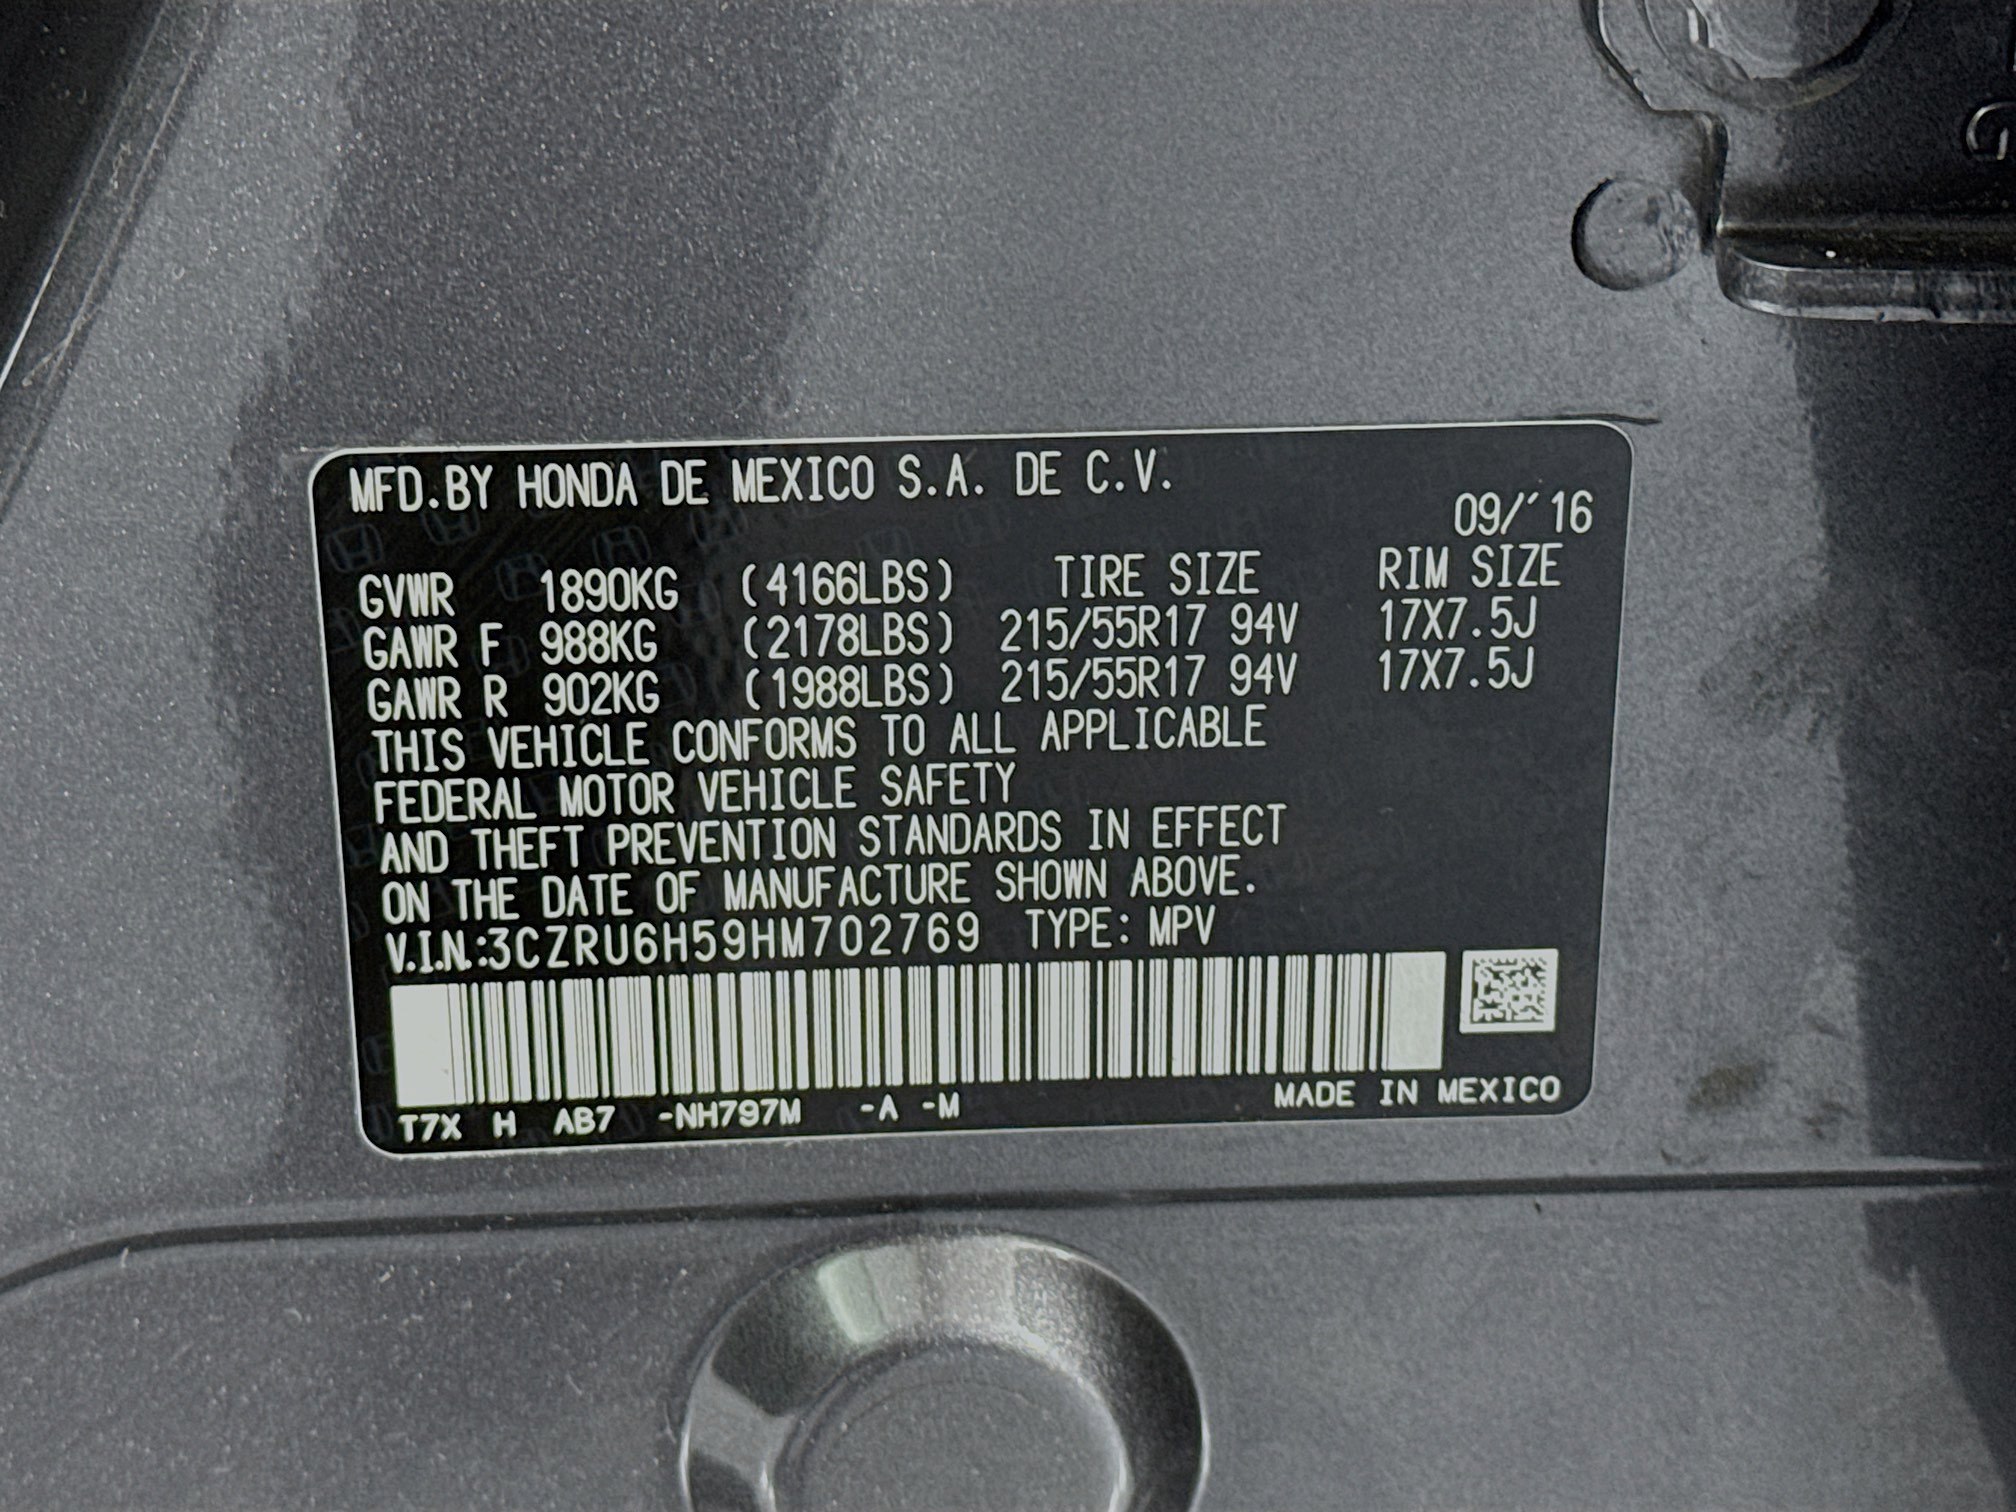 MFD.BY HONDA DE MEXICO S.A. DE C.V.
09/'16
GVWR 1890KG (4166LBS) TIRE SIZE RIM SIZE
GAWR F 988KG (2178LBS) 215/55R17 94V 17X7.5J
GAWR R 902KG (1988LBS) 215/55R17 94V 17X7.5J
THIS VEHICLE CONFORMS TO ALL APPLICABLE
FEDERAL MOTOR VEHICLE SAFETY
AND THEFT PREVENTION STANDARDS IN EFFECT
ON THE DATE OF MANUFACTURE SHOWN ABOVE.
V.I.N.:3CZRU6H59HM702769 TYPE: MPV
T7X H AB7 -NH797M -A -M MADE IN MEXICO